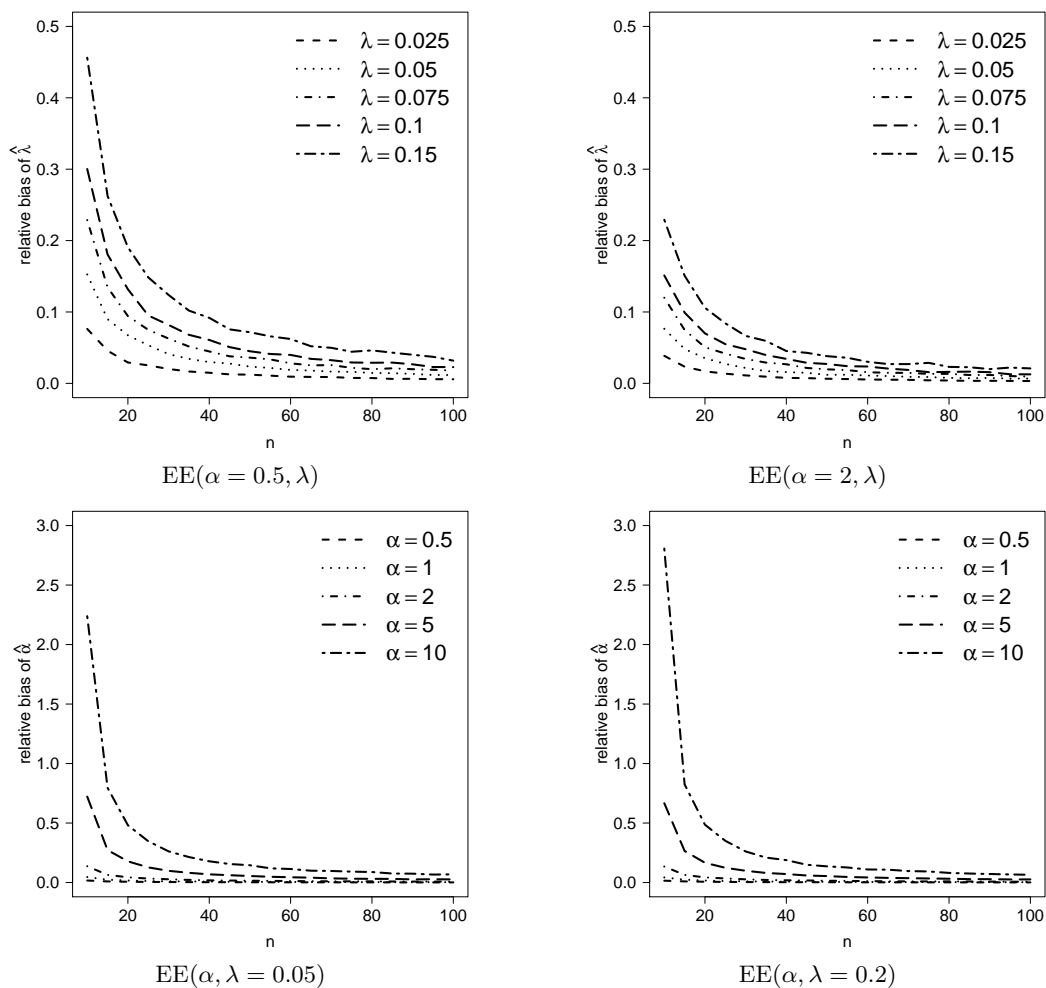 relative bias of λ̂
0.5
0.4
0.3
0.2
0.1
0.0
λ = 0.025
λ = 0.05
λ = 0.075
λ = 0.1
λ = 0.15
20 40 60 80 100
n
EE(α = 0.5, λ)
relative bias of λ̂
0.5
0.4
0.3
0.2
0.1
0.0
λ = 0.025
λ = 0.05
λ = 0.075
λ = 0.1
λ = 0.15
20 40 60 80 100
n
EE(α = 2, λ)
relative bias of α̂
3.0
2.5
2.0
1.5
1.0
0.5
0.0
α = 0.5
α = 1
α = 2
α = 5
α = 10
20 40 60 80 100
n
EE(α, λ = 0.05)
relative bias of α̂
3.0
2.5
2.0
1.5
1.0
0.5
0.0
α = 0.5
α = 1
α = 2
α = 5
α = 10
20 40 60 80 100
n
EE(α, λ = 0.2)